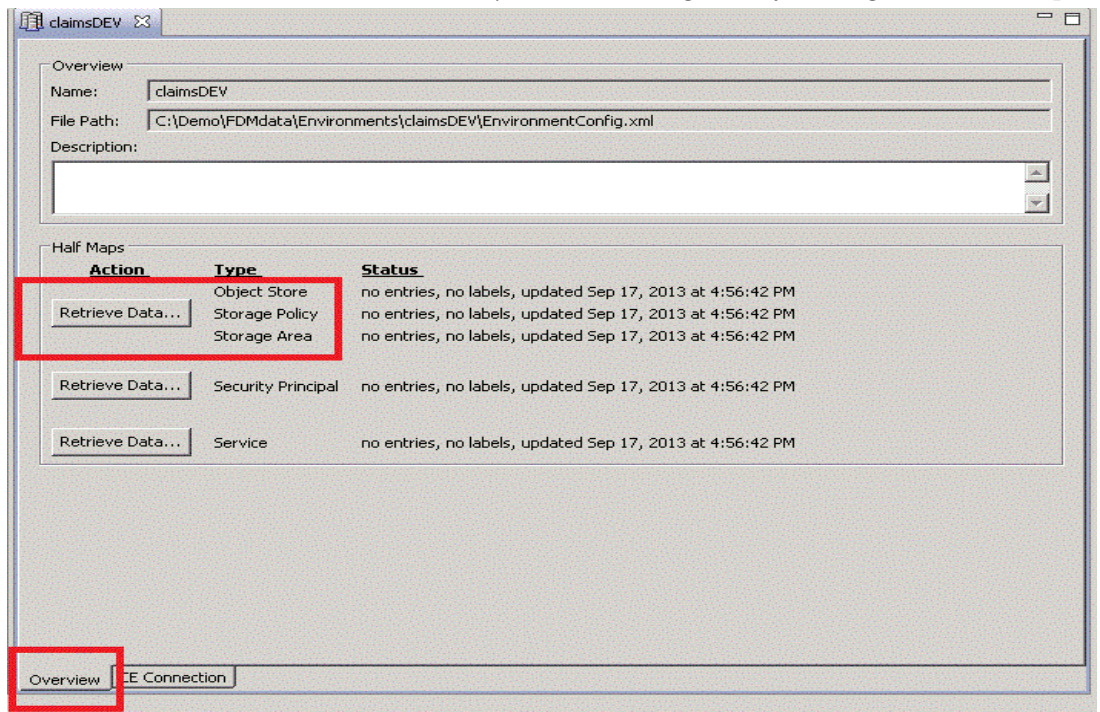 claimsDEV
Overview
Name: claimsDEV
File Path: C:\Demo\FDMdata\Environments\claimsDEV\EnvironmentConfig.xml
Description:
Half Maps
Action Type Status
Object Store no entries, no labels, updated Sep 17, 2013 at 4:56:42 PM
Retrieve Data... Storage Policy no entries, no labels, updated Sep 17, 2013 at 4:56:42 PM
Storage Area no entries, no labels, updated Sep 17, 2013 at 4:56:42 PM
Retrieve Data... Security Principal no entries, no labels, updated Sep 17, 2013 at 4:56:42 PM
Retrieve Data... Service no entries, no labels, updated Sep 17, 2013 at 4:56:42 PM
Overview CE Connection